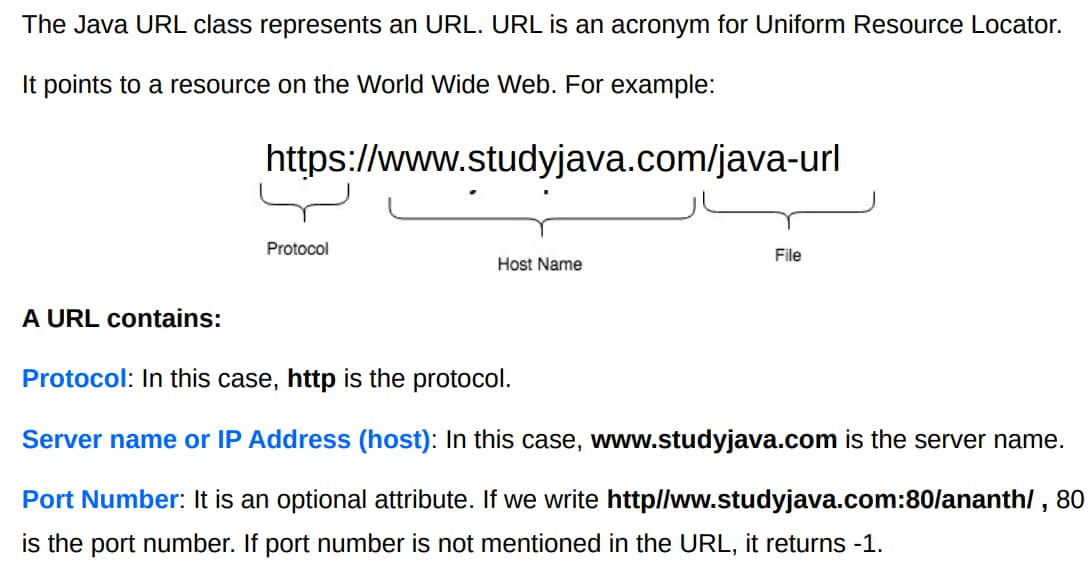 The Java URL class represents an URL. URL is an acronym for Uniform Resource Locator.
It points to a resource on the World Wide Web. For example:
https://www.studyjava.com/java-url
Protocol
Host Name
File
A URL contains:
Protocol: In this case, http is the protocol.
Server name or IP Address (host): In this case, www.studyjava.com is the server name.
Port Number: It is an optional attribute. If we write http//ww.studyjava.com:80/ananth/ , 80
is the port number. If port number is not mentioned in the URL, it returns -1.